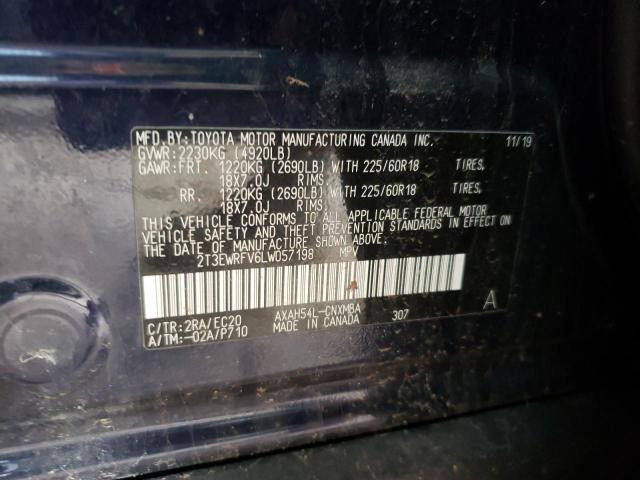 MFD.BY:TOYOTA MOTOR MANUFACTURING CANADA INC. 11/19
GVWR:2230KG (4920LB)
GAWR:FRT. 1220KG (2690LB) WITH 225/60R18 TIRES,
18X7.0J RIMS,
RR. 1220KG (2690LB) WITH 225/60R18 TIRES,
18X7.0J RIMS,
THIS VEHICLE CONFORMS TO ALL APPLICABLE FEDERAL MOTOR
VEHICLE SAFETY AND THEFT PREVENTION STANDARDS IN EFFECT ON
THE DATE OF MANUFACTURE SHOWN ABOVE.
2T3EWRFV6LW057198 MPV
C/TR:2RA/EC20 AXAH54L-CNXMBA 307 A
A/TM:-02A/P710 MADE IN CANADA